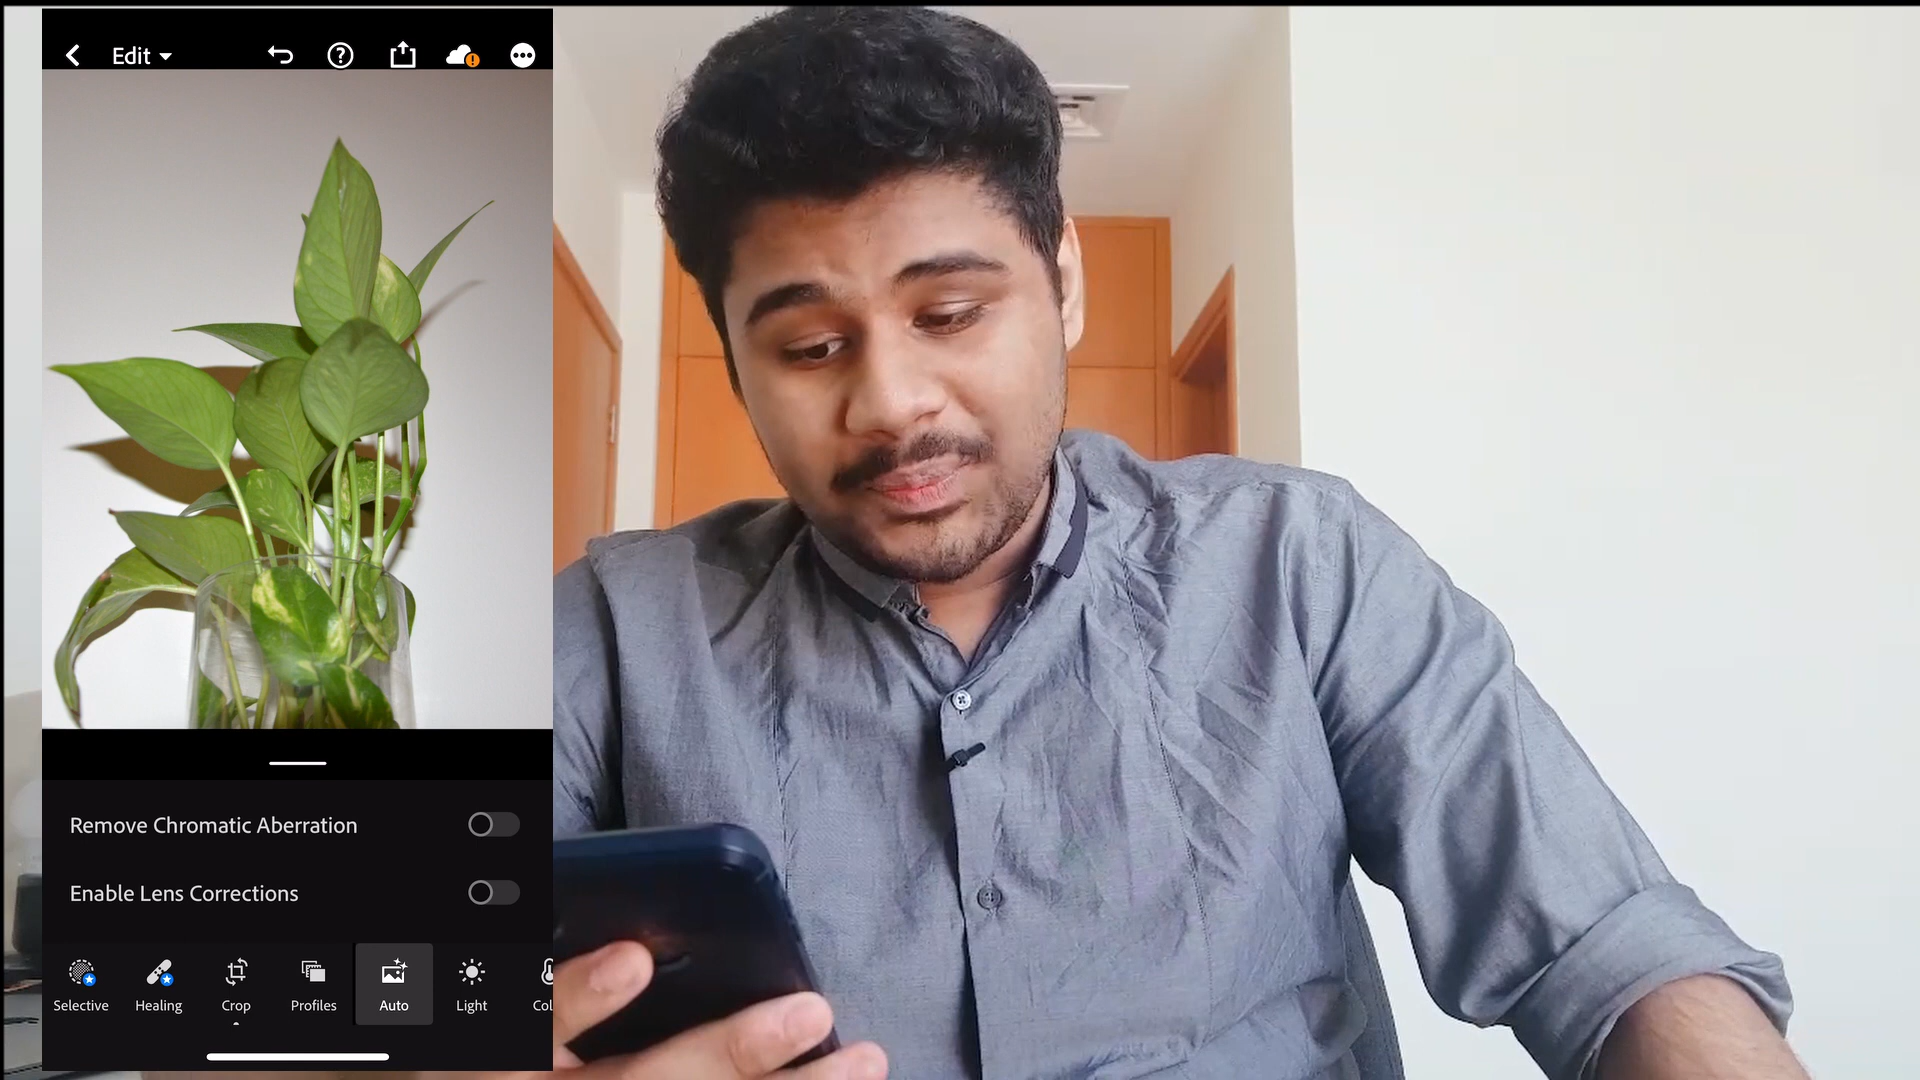 Edit
Remove Chromatic Aberration
Enable Lens Corrections
Selective Healing Crop Profiles Auto Light